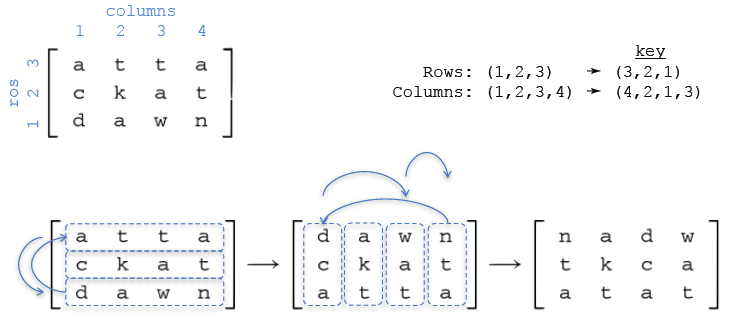 columns
1 2 3 4
ros
3 a t t a
2 c k a t
1 d a w n
key
Rows: (1,2,3) → (3,2,1)
Columns: (1,2,3,4) → (4,2,1,3)
a t t a
c k a t
d a w n
d a w n
c k a t
a t t a
n a d w
t k c a
a t a t